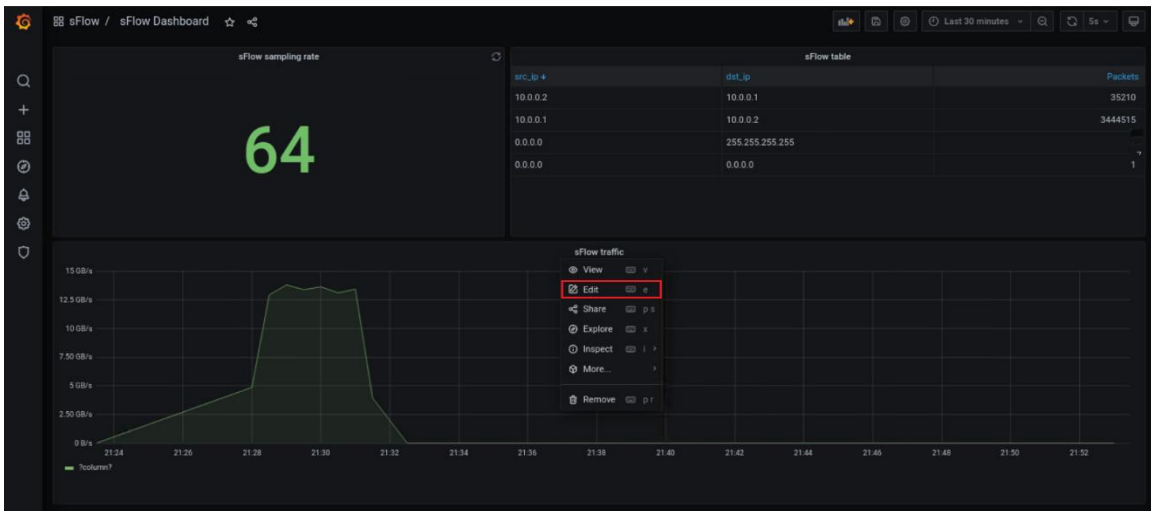 sFlow / sFlow Dashboard
Last 30 minutes
5s
sFlow sampling rate
64
sFlow table
src_ip dst_ip Packets
10.0.0.2 10.0.0.1 35210
10.0.0.1 10.0.0.2 3444515
0.0.0.0 255.255.255.255
0.0.0.0 0.0.0.0 1
sFlow traffic
View v
Edit e
Share p s
Explore x
Inspect i
More...
Remove p r
15 GB/s
12.5 GB/s
10 GB/s
7.50 GB/s
5 GB/s
2.50 GB/s
0 B/s
21:24 21:26 21:28 21:30 21:32 21:34 21:36 21:38 21:40 21:42 21:44 21:46 21:48 21:50 21:52
?column?